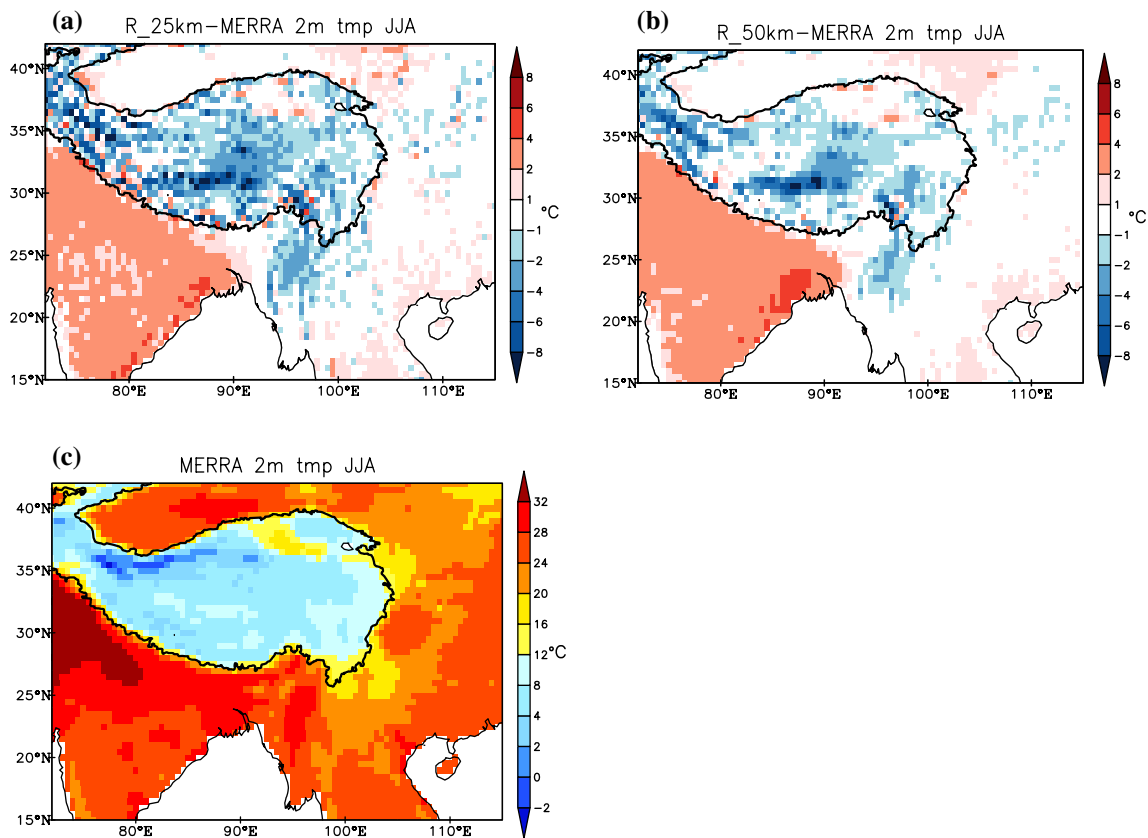 (a)
R_25km−MERRA 2m tmp JJA
40°N
35°N
30°N
25°N
20°N
15°N
80°E 90°E 100°E 110°E
8
6
4
2
1
°C
−1
−2
−4
−6
−8
(b)
R_50km−MERRA 2m tmp JJA
40°N
35°N
30°N
25°N
20°N
15°N
80°E 90°E 100°E 110°E
8
6
4
2
1
°C
−1
−2
−4
−6
−8
(c)
MERRA 2m tmp JJA
40°N
35°N
30°N
25°N
20°N
15°N
80°E 90°E 100°E 110°E
32
28
24
20
16
12°C
8
4
2
0
−2